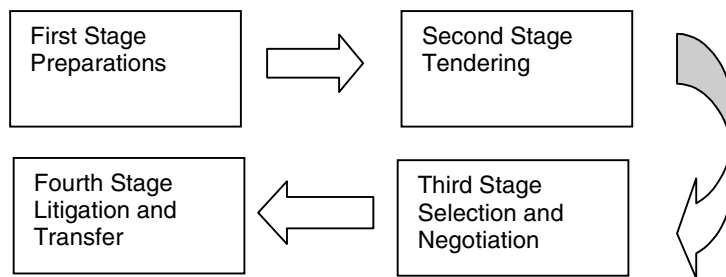 First Stage
Preparations
Second Stage
Tendering
Third Stage
Selection and
Negotiation
Fourth Stage
Litigation and
Transfer